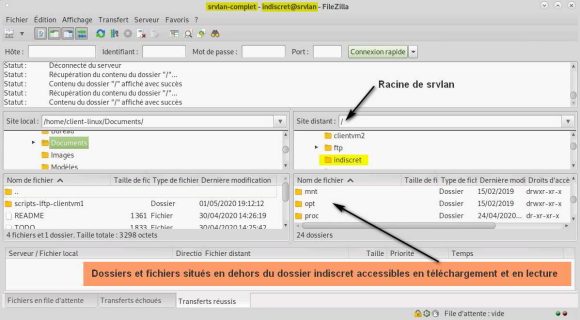 srvlan-complet - indiscret@srvlan - FileZilla
Fichier Édition Affichage Transfert Serveur Favoris ?
Hôte : Identifiant : Mot de passe : Port : Connexion rapide
Statut : Déconnecté du serveur
Statut : Récupération du contenu du dossier "/"...
Statut : Contenu du dossier "/" affiché avec succès
Statut : Récupération du contenu du dossier "/"...
Statut : Contenu du dossier "/" affiché avec succès
Racine de srvlan
Site local : /home/client-linux/Documents/
Site distant : /
Bureau
Documents
Images
Modèles
clientvm2
ftp
indiscret
Nom de fichier Taille de fic Type de fichie Dernière modification
..
scripts-lftp-clientvm1 Dossier 01/05/2020 19:12:12
README 1 361 Fichier 30/04/2020 14:26:19
TODO 1 833 Fichier 30/04/2020 14:25:42
4 fichiers et 1 dossier. Taille totale : 3 298 octets
Nom de fichier Taille de fi Type de fich Dernière modi Droits d'accè
mnt Dossier 15/02/2019 drwxr-xr-x
opt Dossier 15/02/2019 drwxr-xr-x
proc Dossier 24/04/2020... dr-xr-xr-x
24 dossiers
Serveur / Fichier local Directio Fichier distant Taille Priorité Temps
Dossiers et fichiers situés en dehors du dossier indiscret accessibles en téléchargement et en lecture
Fichiers en file d'attente Transferts échoués Transferts réussis
File d'attente : vide